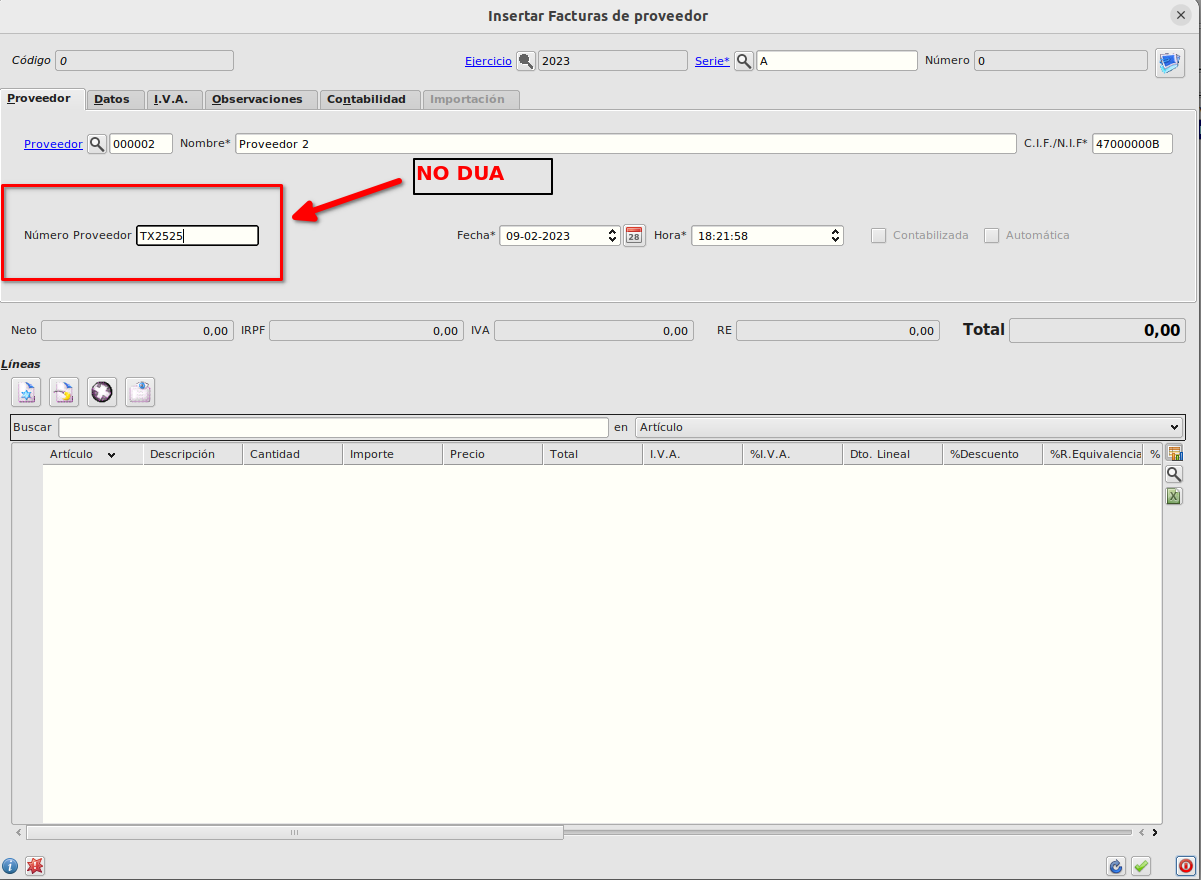 Insertar Facturas de proveedor
Código 0 Ejercicio 2023 Serie* A Número 0
Proveedor Datos I.V.A. Observaciones Contabilidad Importación
Proveedor 000002 Nombre* Proveedor 2 C.I.F./N.I.F* 47000000B
NO DUA
Número Proveedor TX2525 Fecha* 09-02-2023 28 Hora* 18:21:58 Contabilizada Automática
Neto 0,00 IRPF 0,00 IVA 0,00 RE 0,00 Total 0,00
Líneas
Buscar en Artículo
Artículo Descripción Cantidad Importe Precio Total I.V.A. %I.V.A. Dto. Lineal %Descuento %R.Equivalencia %